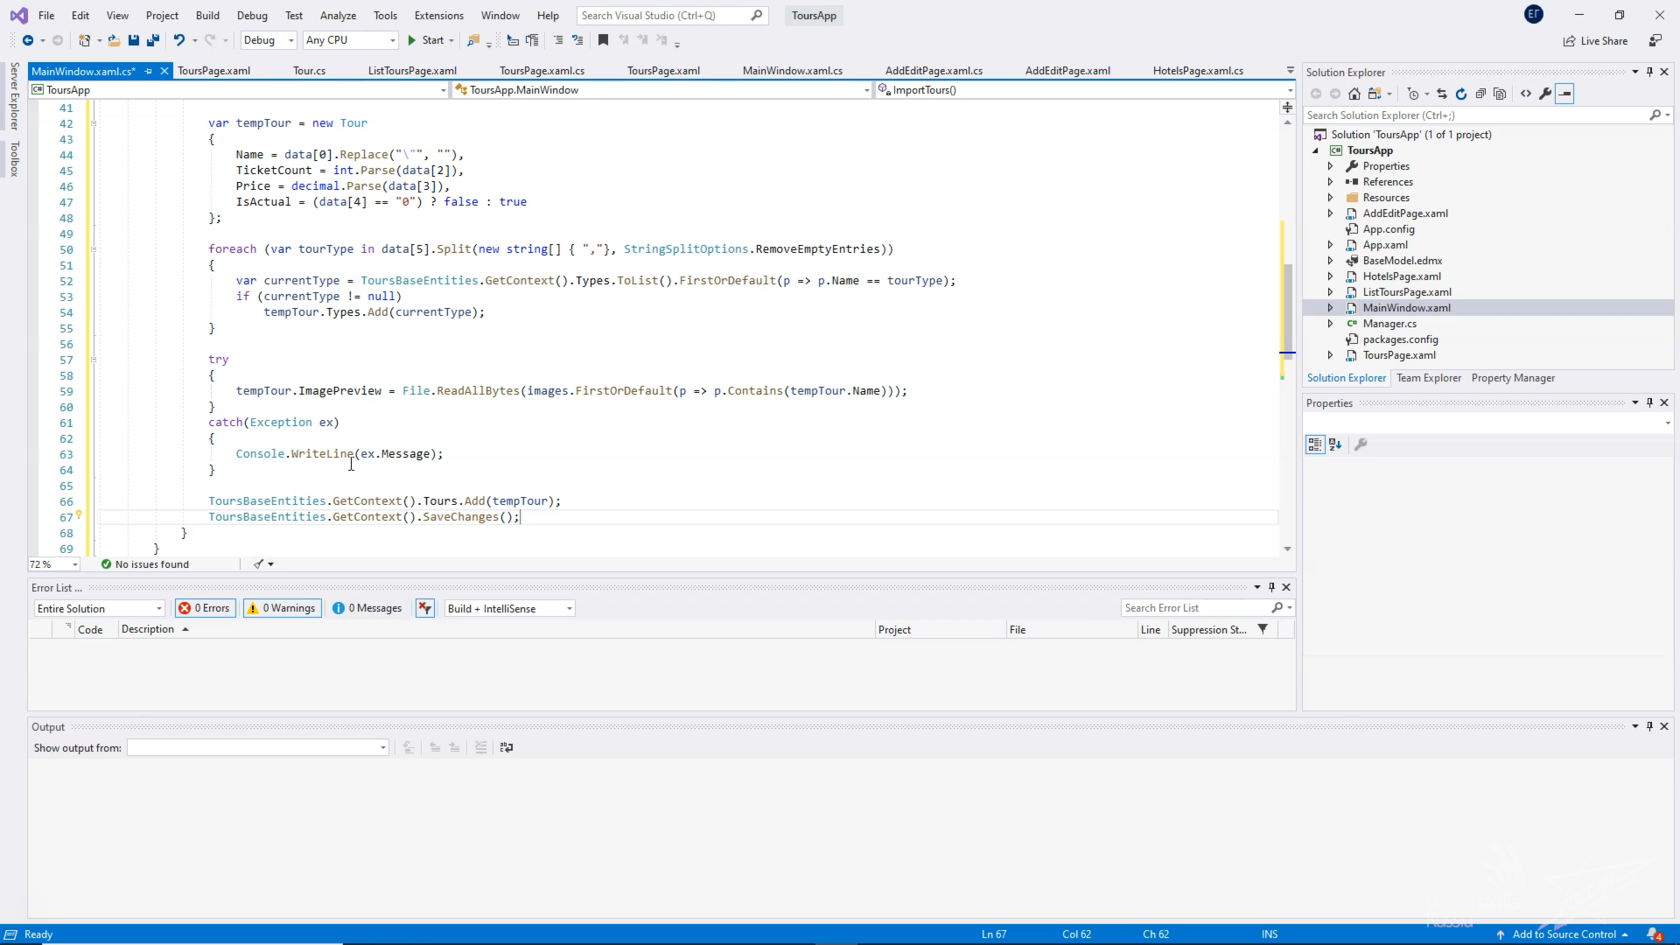 File Edit View Project Build Debug Test Analyze Tools Extensions Window Help Search Visual Studio (Ctrl+Q) ToursApp ЕГ
Debug Any CPU Start Live Share
Server Explorer
Toolbox
MainWindow.xaml.cs* ToursPage.xaml Tour.cs ListToursPage.xaml ToursPage.xaml.cs ToursPage.xaml MainWindow.xaml.cs AddEditPage.xaml.cs AddEditPage.xaml HotelsPage.xaml.cs
ToursApp ToursApp.MainWindow ImportTours()
41
42 var tempTour = new Tour
43 {
44 Name = data[0].Replace("\"", ""),
45 TicketCount = int.Parse(data[2]),
46 Price = decimal.Parse(data[3]),
47 IsActual = (data[4] == "0") ? false : true
48 };
49
50 foreach (var tourType in data[5].Split(new string[] { ","}, StringSplitOptions.RemoveEmptyEntries))
51 {
52 var currentType = ToursBaseEntities.GetContext().Types.ToList().FirstOrDefault(p => p.Name == tourType);
53 if (currentType != null)
54 tempTour.Types.Add(currentType);
55 }
56
57 try
58 {
59 tempTour.ImagePreview = File.ReadAllBytes(images.FirstOrDefault(p => p.Contains(tempTour.Name)));
60 }
61 catch(Exception ex)
62 {
63 Console.WriteLine(ex.Message);
64 }
65
66 ToursBaseEntities.GetContext().Tours.Add(tempTour);
67 ToursBaseEntities.GetContext().SaveChanges();
68 }
69 }
72 % No issues found
Error List ...
Entire Solution 0 Errors 0 Warnings 0 Messages Build + IntelliSense Search Error List
Code Description Project File Line Suppression St...
Output
Show output from:
Solution Explorer
Search Solution Explorer (Ctrl+;)
Solution 'ToursApp' (1 of 1 project)
ToursApp
Properties
References
Resources
AddEditPage.xaml
App.config
App.xaml
BaseModel.edmx
HotelsPage.xaml
ListToursPage.xaml
MainWindow.xaml
Manager.cs
packages.config
ToursPage.xaml
Solution Explorer Team Explorer Property Manager
Properties
Russia
Ready Ln 67 Col 62 Ch 62 INS Add to Source Control 4